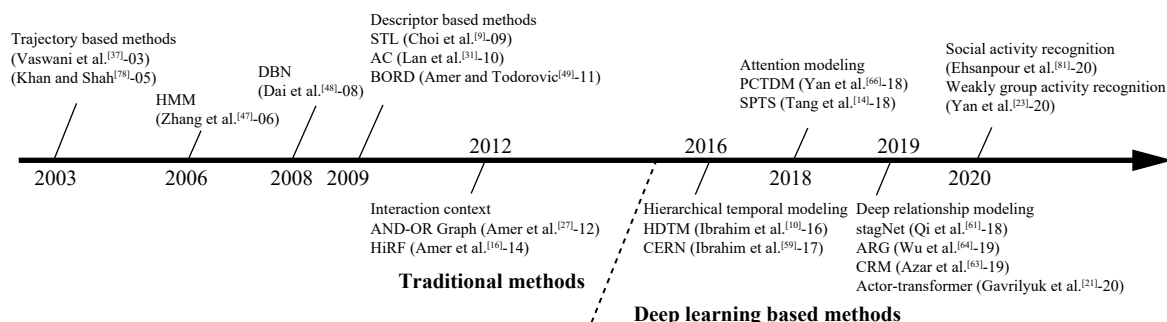 Trajectory based methods
(Vaswani et al.[37]-03)
(Khan and Shah[78]-05)
HMM
(Zhang et al.[47]-06)
DBN
(Dai et al.[48]-08)
Descriptor based methods
STL (Choi et al.[9]-09)
AC (Lan et al.[31]-10)
BORD (Amer and Todorovic[49]-11)
Attention modeling
PCTDM (Yan et al.[66]-18)
SPTS (Tang et al.[14]-18)
Social activity recognition
(Ehsanpour et al.[81]-20)
Weakly group activity recognition
(Yan et al.[23]-20)
2003
2006
2008
2009
2012
2016
2018
2019
2020
Interaction context
AND-OR Graph (Amer et al.[27]-12)
HiRF (Amer et al.[16]-14)
Hierarchical temporal modeling
HDTM (Ibrahim et al.[10]-16)
CERN (Ibrahim et al.[59]-17)
Deep relationship modeling
stagNet (Qi et al.[61]-18)
ARG (Wu et al.[64]-19)
CRM (Azar et al.[63]-19)
Actor-transformer (Gavrilyuk et al.[21]-20)
Traditional methods
Deep learning based methods